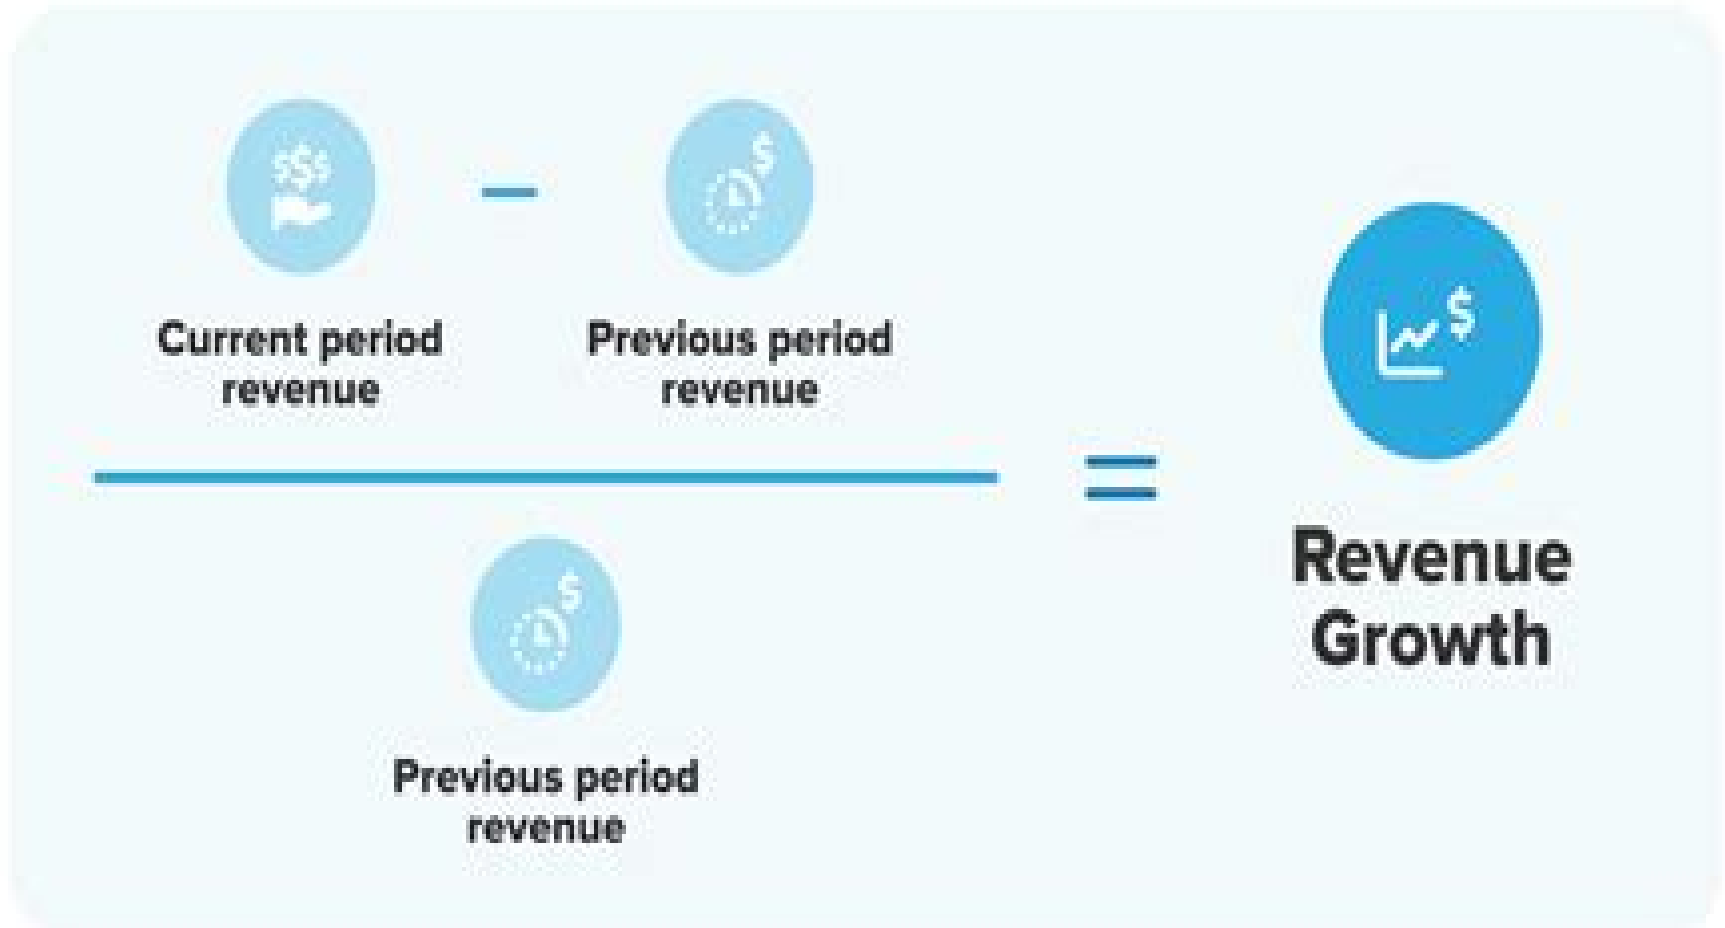 Current period
revenue
−
Previous period
revenue
=
Revenue
Growth
Previous period
revenue